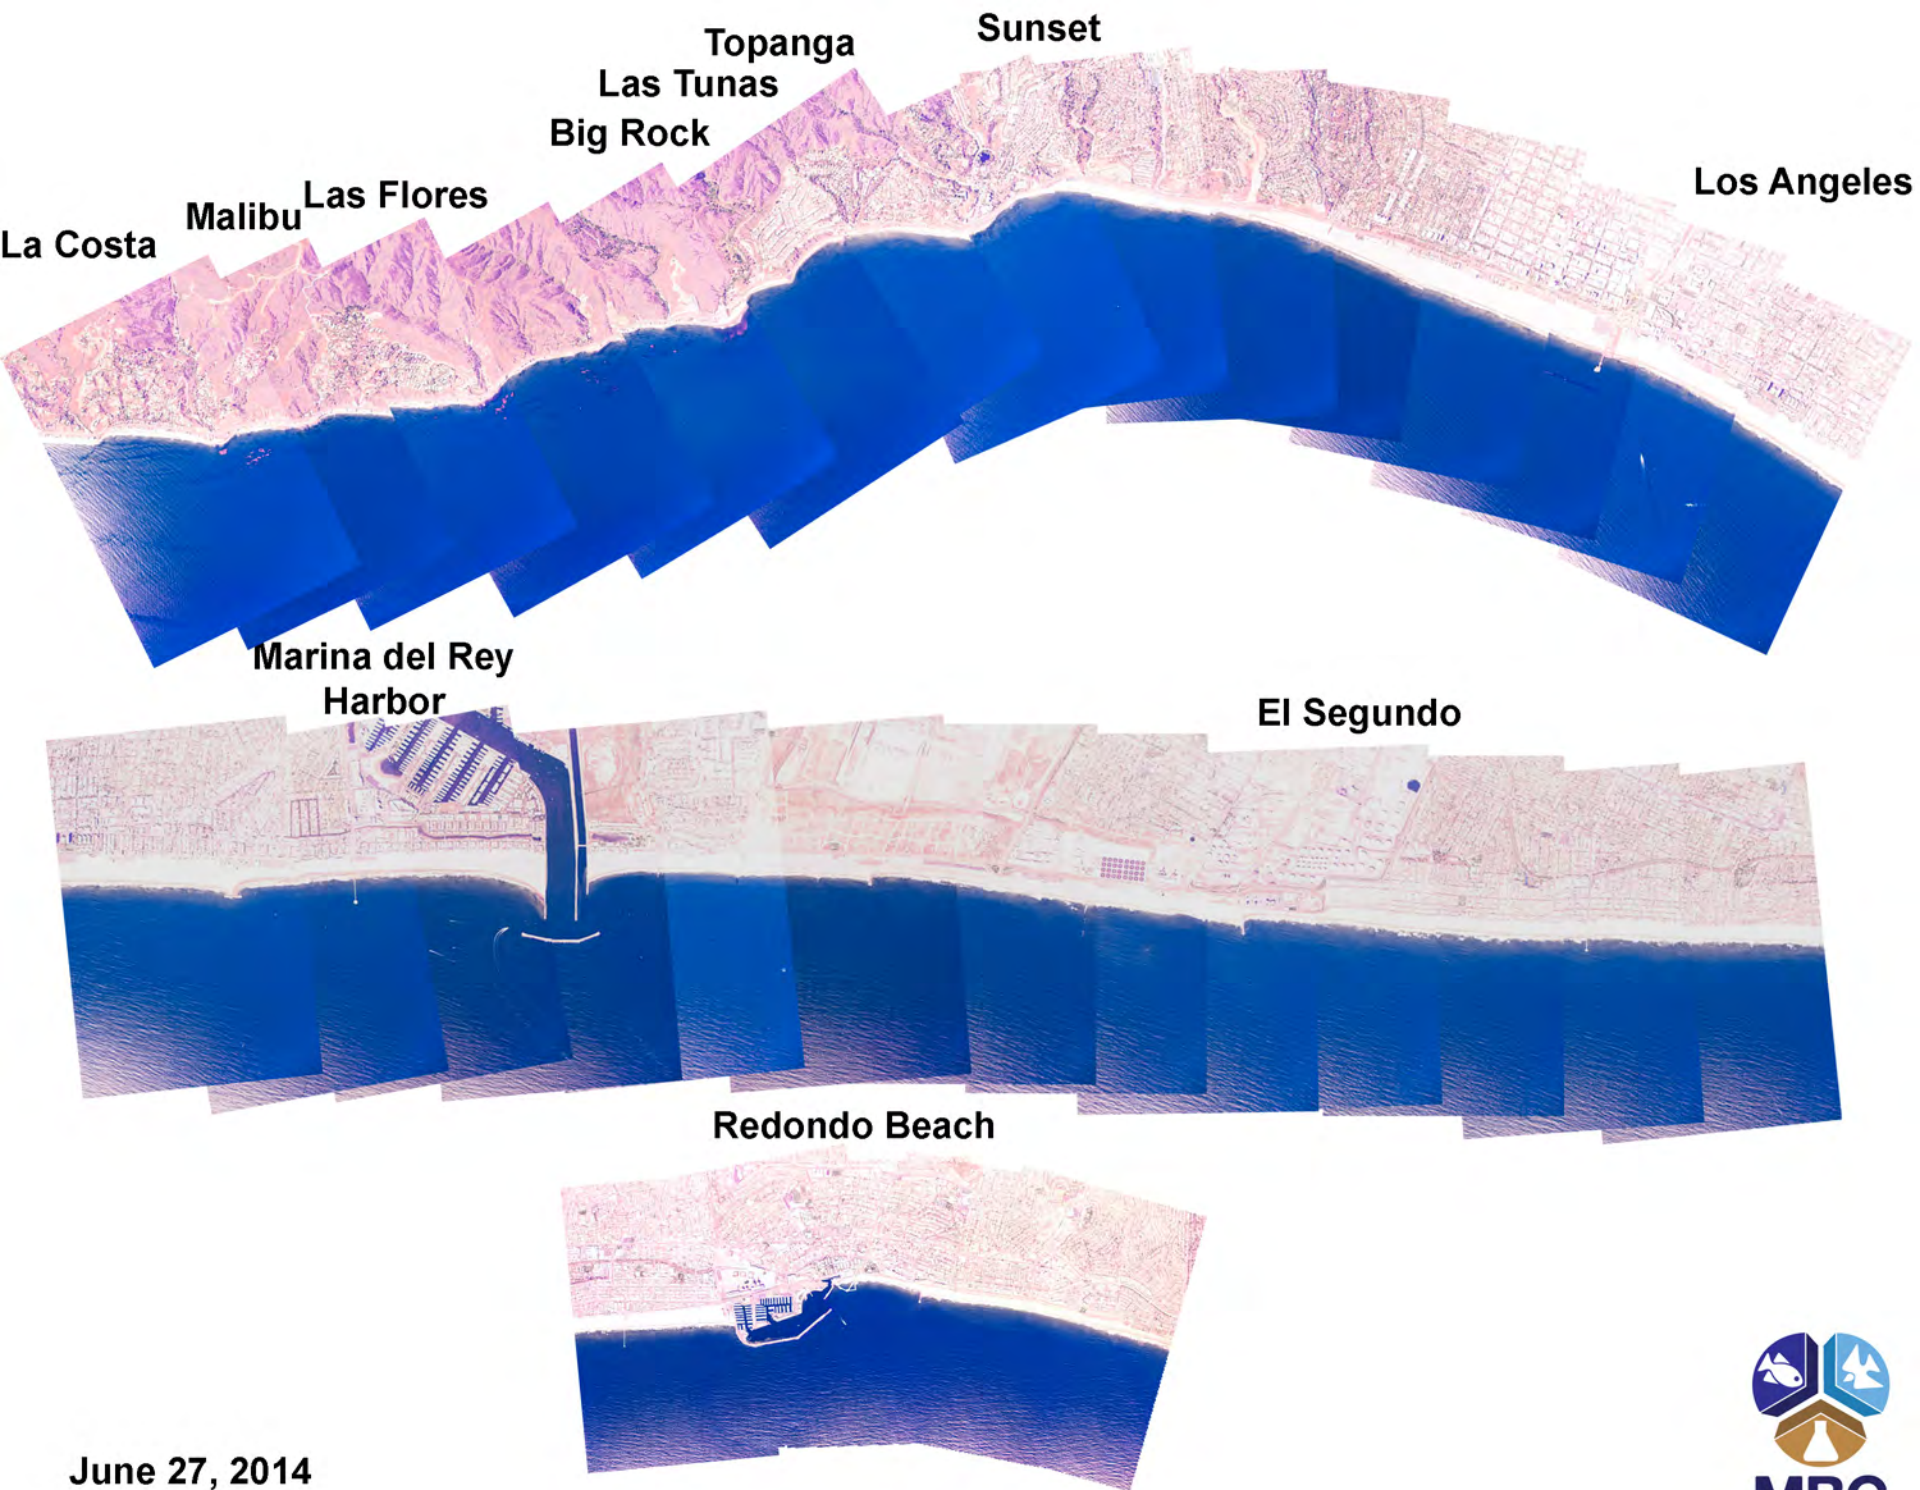 Sunset
Topanga
Las Tunas
Big Rock
Los Angeles
Las Flores
Malibu
La Costa
Marina del Rey
Harbor
El Segundo
Redondo Beach
June 27, 2014
MBC